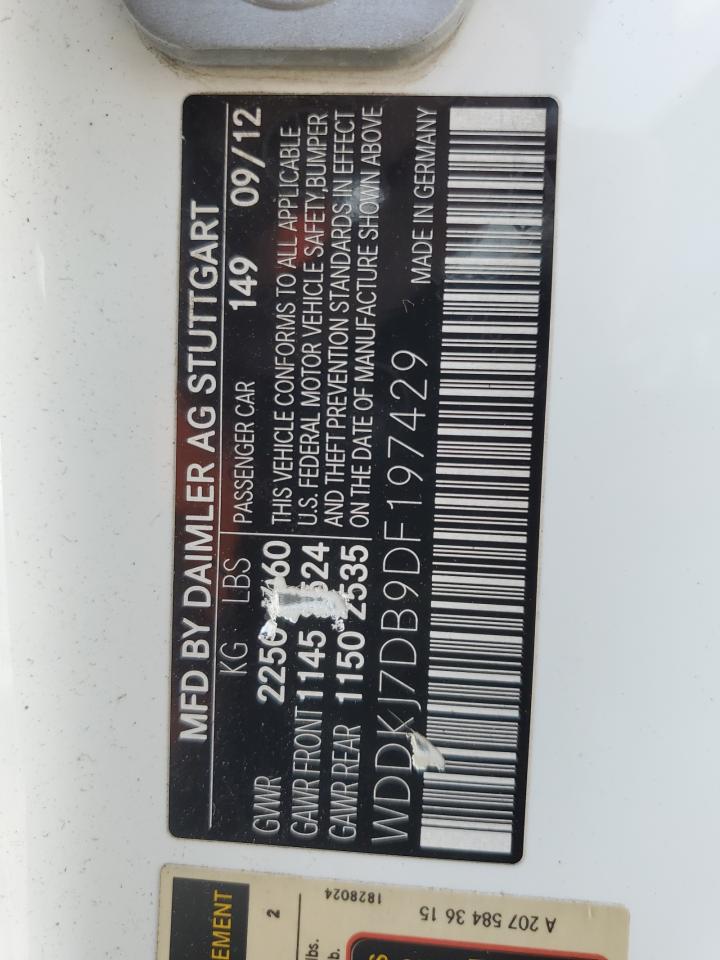 MFD BY DAIMLER AG STUTTGART
KG LBS PASSENGER CAR 149 09/12
GVWR 2250
GAWR FRONT 1145
GAWR REAR 1150 2535
THIS VEHICLE CONFORMS TO ALL APPLICABLE
U.S. FEDERAL MOTOR VEHICLE SAFETY,BUMPER
AND THEFT PREVENTION STANDARDS IN EFFECT
ON THE DATE OF MANUFACTURE SHOWN ABOVE
WDDKJ7DB9DF197429 MADE IN GERMANY
2
1828024
A 207 584 36 15